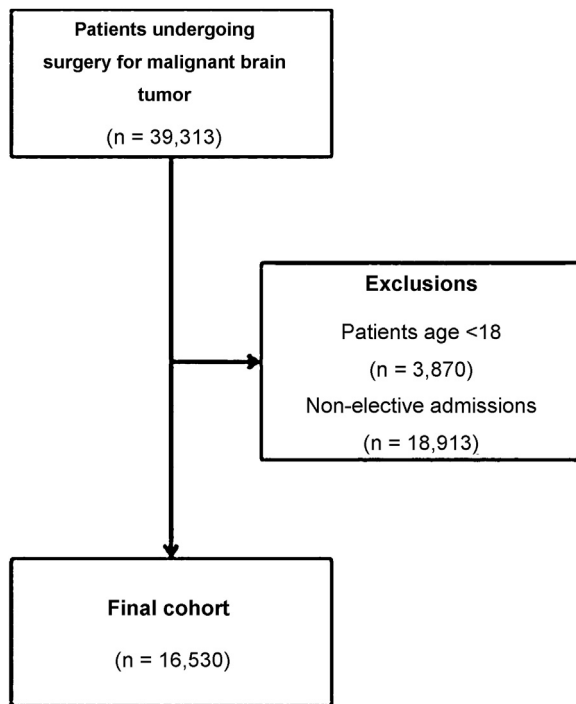 Patients undergoing
surgery for malignant brain
tumor
(n = 39,313)
Exclusions
Patients age <18
(n = 3,870)
Non-elective admissions
(n = 18,913)
Final cohort
(n = 16,530)